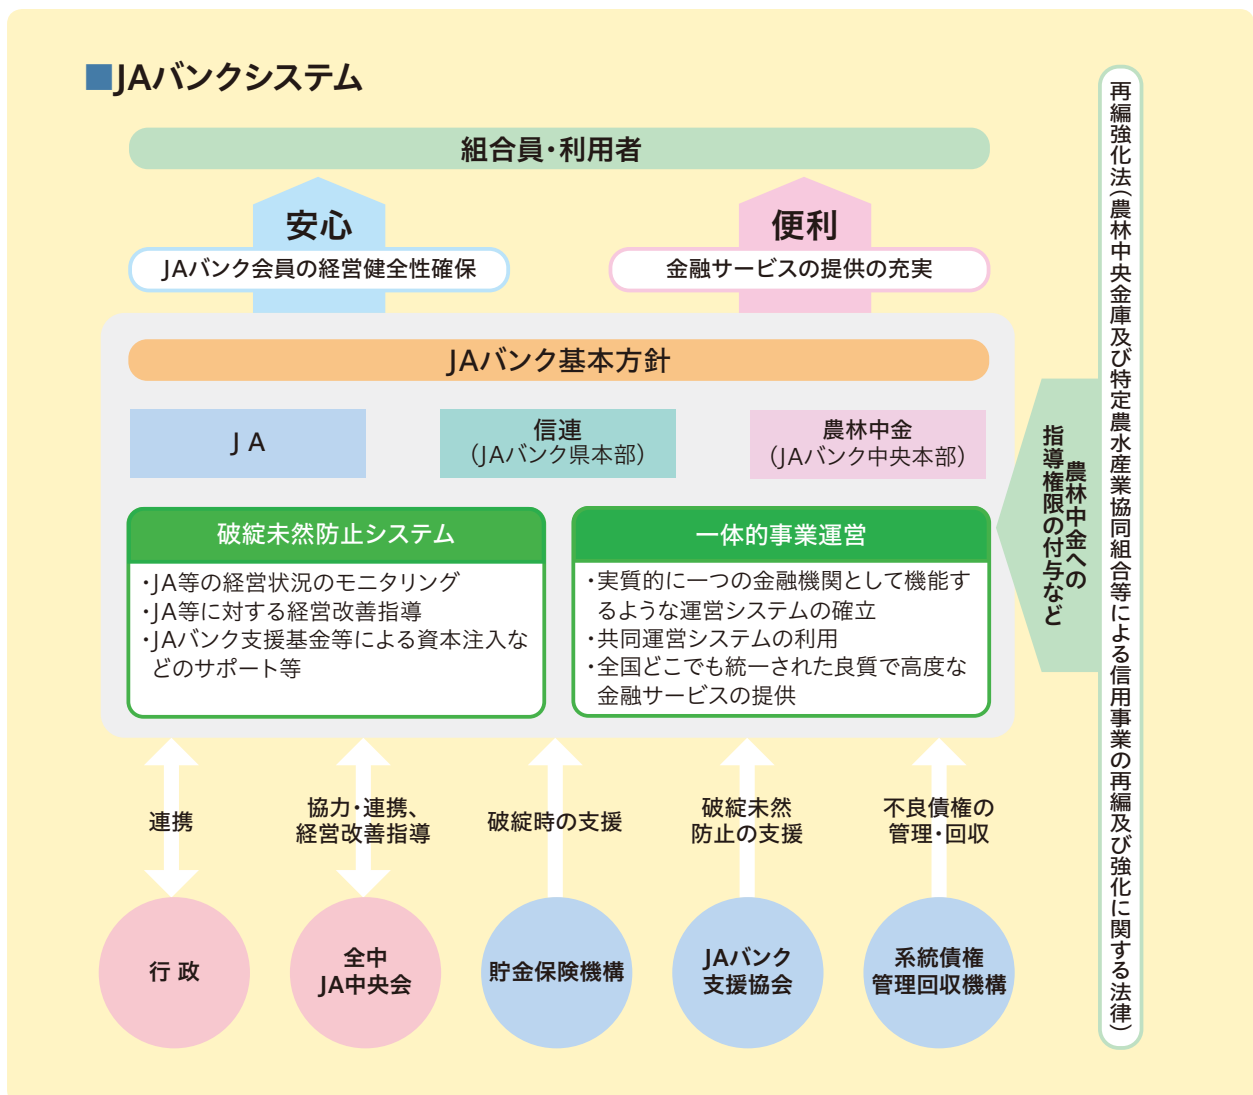 ■JAバンクシステム
組合員・利用者
安心
JAバンク会員の経営健全性確保
便利
金融サービスの提供の充実
JAバンク基本方針
JA
信連
（JAバンク県本部）
農林中金
（JAバンク中央本部）
破綻未然防止システム
・JA等の経営状況のモニタリング
・JA等に対する経営改善指導
・JAバンク支援基金等による資本注入な
どのサポート等
一体的事業運営
・実質的に一つの金融機関として機能す
るような運営システムの確立
・共同運営システムの利用
・全国どこでも統一された良質で高度な
金融サービスの提供
農林中金への
指導権限の付与など
再編強化法（農林中央金庫及び特定農水産業協同組合等による信用事業の再編及び強化に関する法律）
連携
協力・連携、
経営改善指導
破綻時の支援
破綻未然
防止の支援
不良債権の
管理・回収
行政
全中
JA中央会
貯金保険機構
JAバンク
支援協会
系統債権
管理回収機構